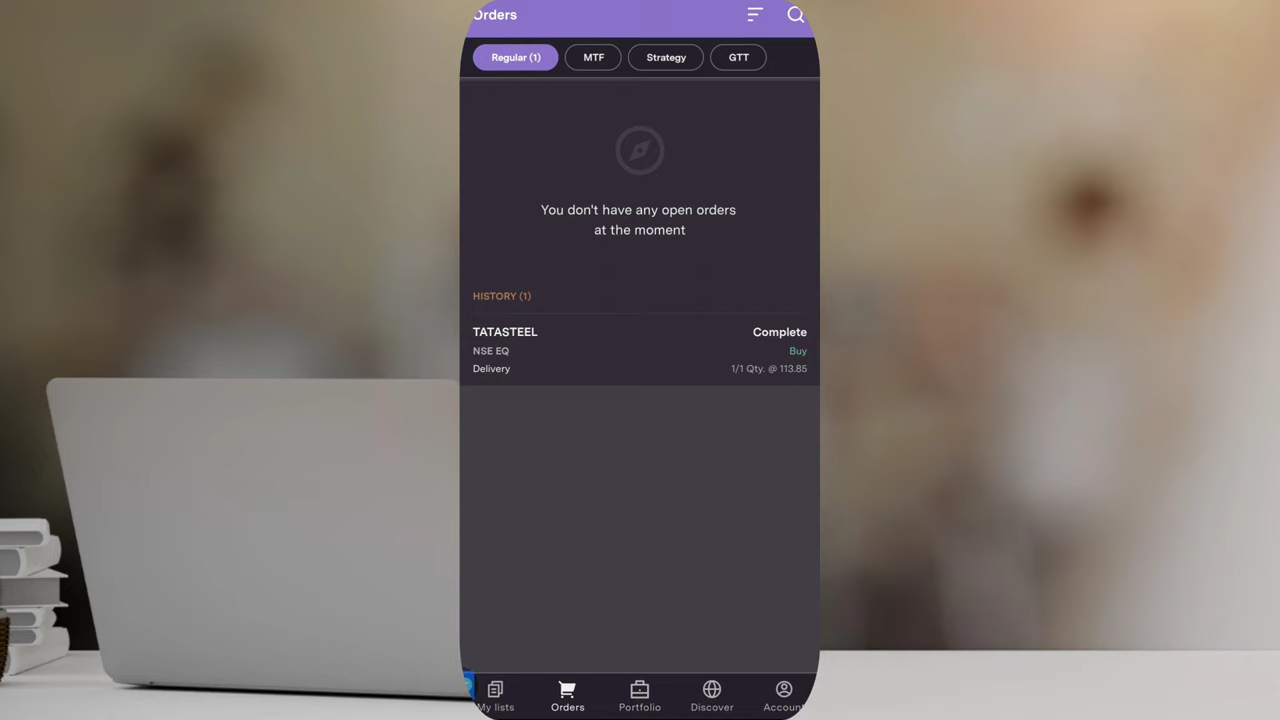 Orders
Regular (1) MTF Strategy GTT
You don't have any open orders
at the moment
HISTORY (1)
TATASTEEL Complete
NSE EQ Buy
Delivery 1/1 Qty. @ 113.85
My lists Orders Portfolio Discover Account